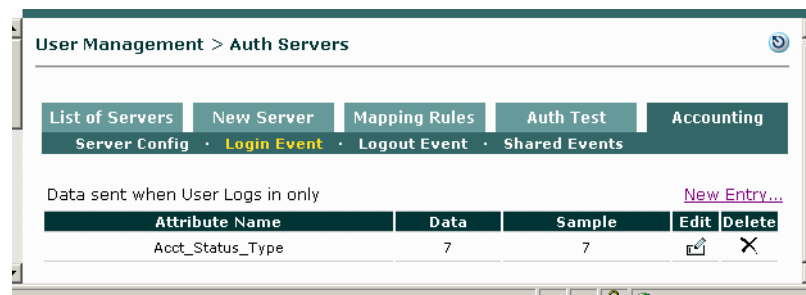 User Management > Auth Servers
List of Servers New Server Mapping Rules Auth Test Accounting
Server Config · Login Event · Logout Event · Shared Events
Data sent when User Logs in only New Entry...
Attribute Name Data Sample Edit Delete
Acct_Status_Type 7 7